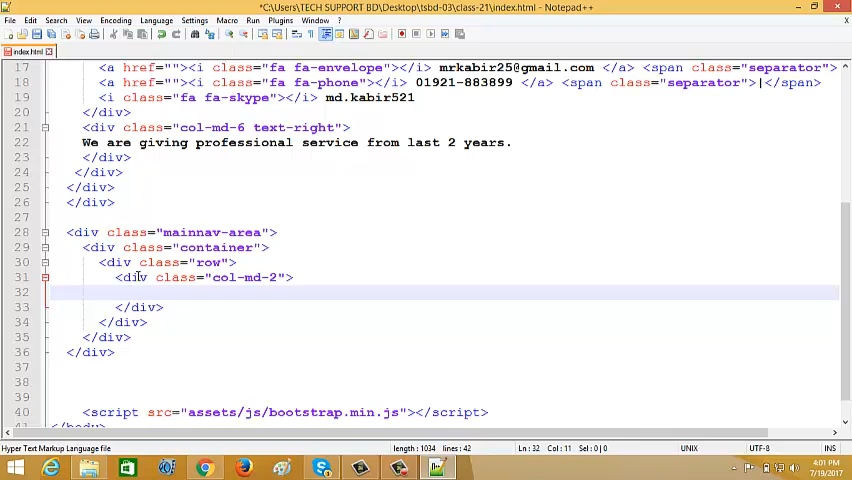 *C:\Users\TECH SUPPORT BD\Desktop\tsbd-03\class-21\index.html - Notepad++
File Edit Search View Encoding Language Settings Macro Run Plugins Window ? X
index.html
17 <a href=""><i class="fa fa-envelope"></i> mrkabir25@gmail.com </a> <span class="separator">
18 <a href=""><i class="fa fa-phone"></i> 01921-883899 </a> <span class="separator">|</span>
19 <i class="fa fa-skype"></i> md.kabir521
20 </div>
21 <div class="col-md-6 text-right">
22 We are giving professional service from last 2 years.
23 </div>
24 </div>
25 </div>
26 </div>
27
28 <div class="mainnav-area">
29 <div class="container">
30 <div class="row">
31 <div class="col-md-2">
32
33 </div>
34 </div>
35 </div>
36 </div>
37
38
39
40 <script src="assets/js/bootstrap.min.js"></script>
41 </body>
Hyper Text Markup Language file length : 1034 lines : 42 Ln : 32 Col : 11 Sel : 0 | 0 UNIX UTF-8 INS
4:01 PM
7/19/2017